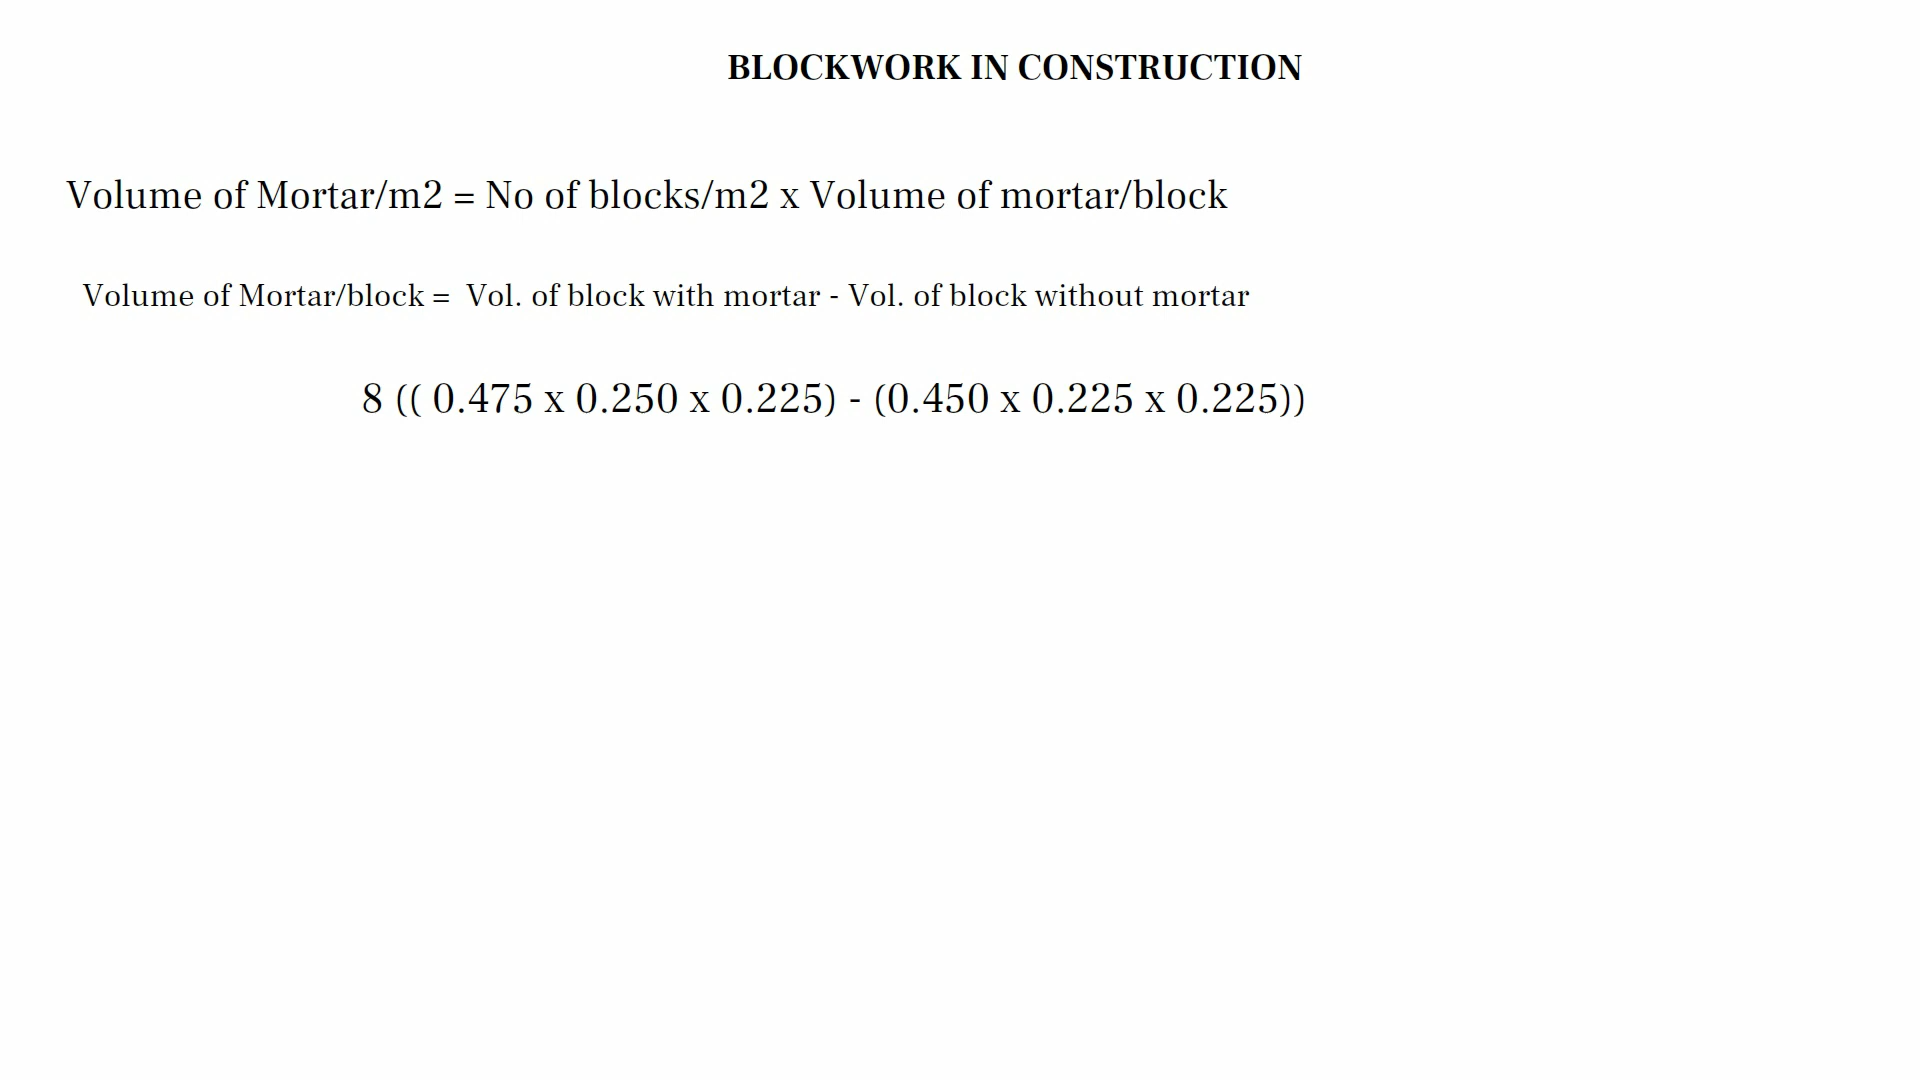 BLOCKWORK IN CONSTRUCTION
Volume of Mortar/m2 = No of blocks/m2 x Volume of mortar/block
Volume of Mortar/block = Vol. of block with mortar - Vol. of block without mortar
8 (( 0.475 x 0.250 x 0.225) - (0.450 x 0.225 x 0.225))